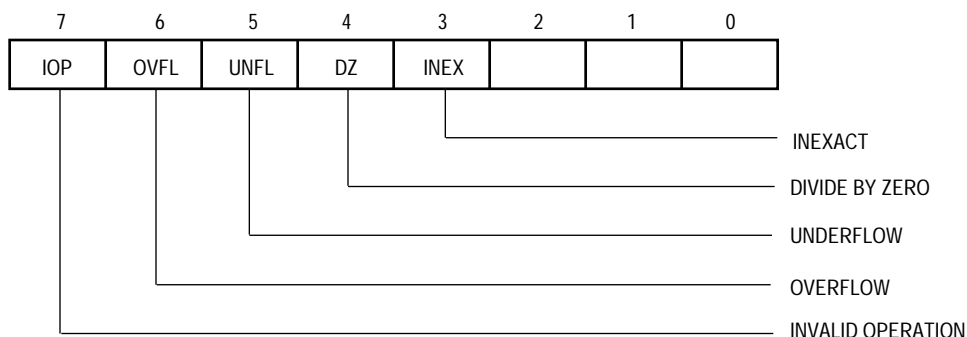 7 6 5 4 3 2 1 0
IOP OVFL UNFL DZ INEX
INEXACT
DIVIDE BY ZERO
UNDERFLOW
OVERFLOW
INVALID OPERATION